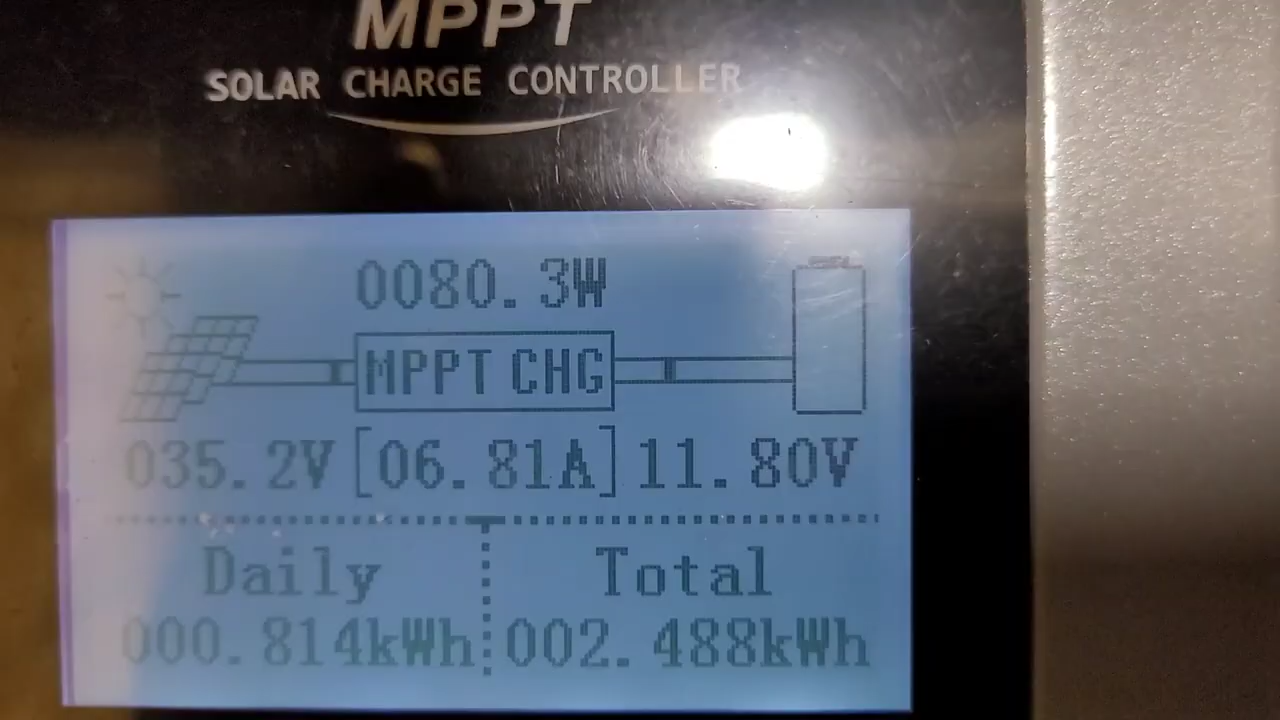 MPPT
SOLAR CHARGE CONTROLLER
0080.3W
MPPT CHG
035.2V [06.81A] 11.80V
Daily Total
000.814kWh 002.488kWh